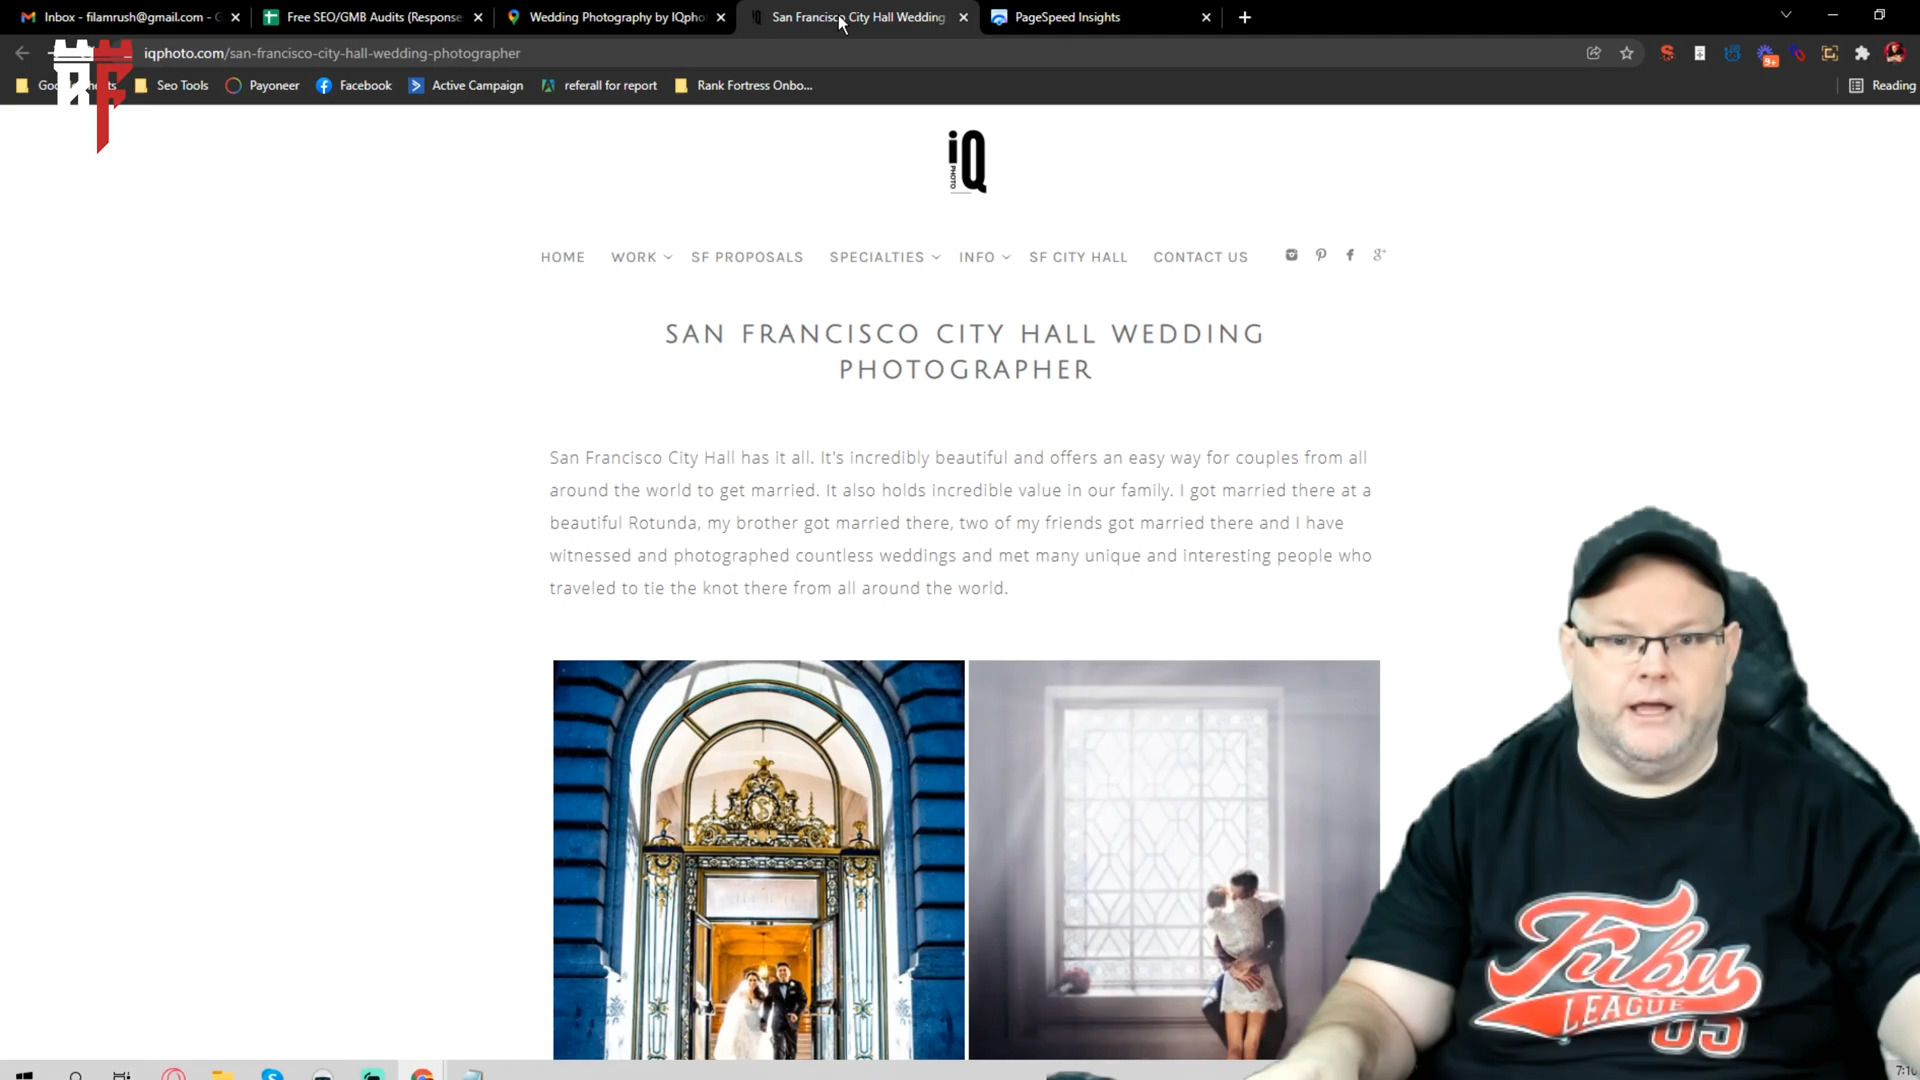 Inbox - filamrush@gmail.com - G
Free SEO/GMB Audits (Response
Wedding Photography by IQpho
San Francisco City Hall Wedding
PageSpeed Insights
iqphoto.com/san-francisco-city-hall-wedding-photographer
9+
Seo Tools
Payoneer
Facebook
Active Campaign
referall for report
Rank Fortress Onbo...
Reading
iQ
PHOTO
HOME
WORK
SF PROPOSALS
SPECIALTIES
INFO
SF CITY HALL
CONTACT US
SAN FRANCISCO CITY HALL WEDDING
PHOTOGRAPHER
San Francisco City Hall has it all. It's incredibly beautiful and offers an easy way for couples from all
around the world to get married. It also holds incredible value in our family. I got married there at a
beautiful Rotunda, my brother got married there, two of my friends got married there and I have
witnessed and photographed countless weddings and met many unique and interesting people who
traveled to tie the knot there from all around the world.
Fubu
LEAGUE
05
7:10